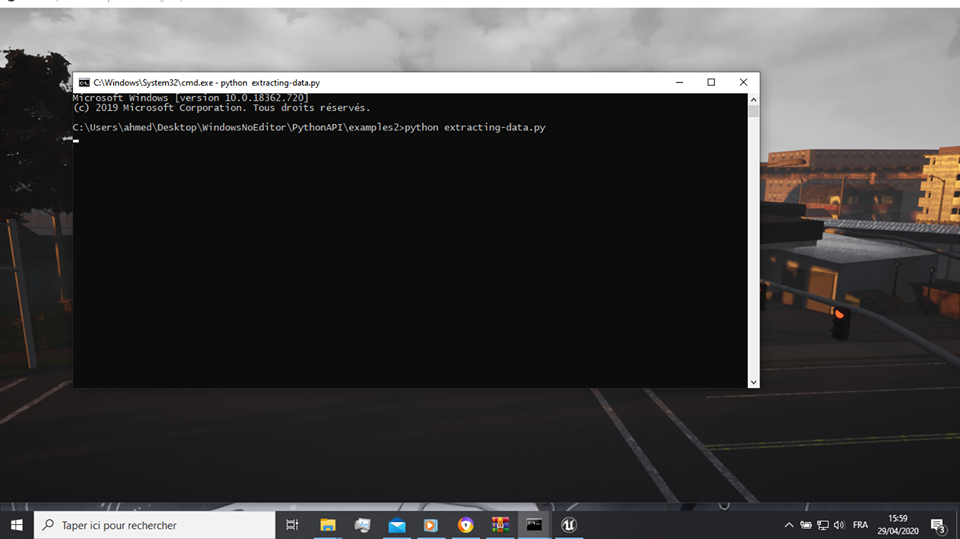 C:\Windows\System32\cmd.exe - python extracting-data.py
Microsoft Windows [version 10.0.18362.720]
(c) 2019 Microsoft Corporation. Tous droits réservés.
C:\Users\ahmed\Desktop\WindowsNoEditor\PythonAPI\examples2>python extracting-data.py
Taper ici pour rechercher
FRA
15:59
29/04/2020
3